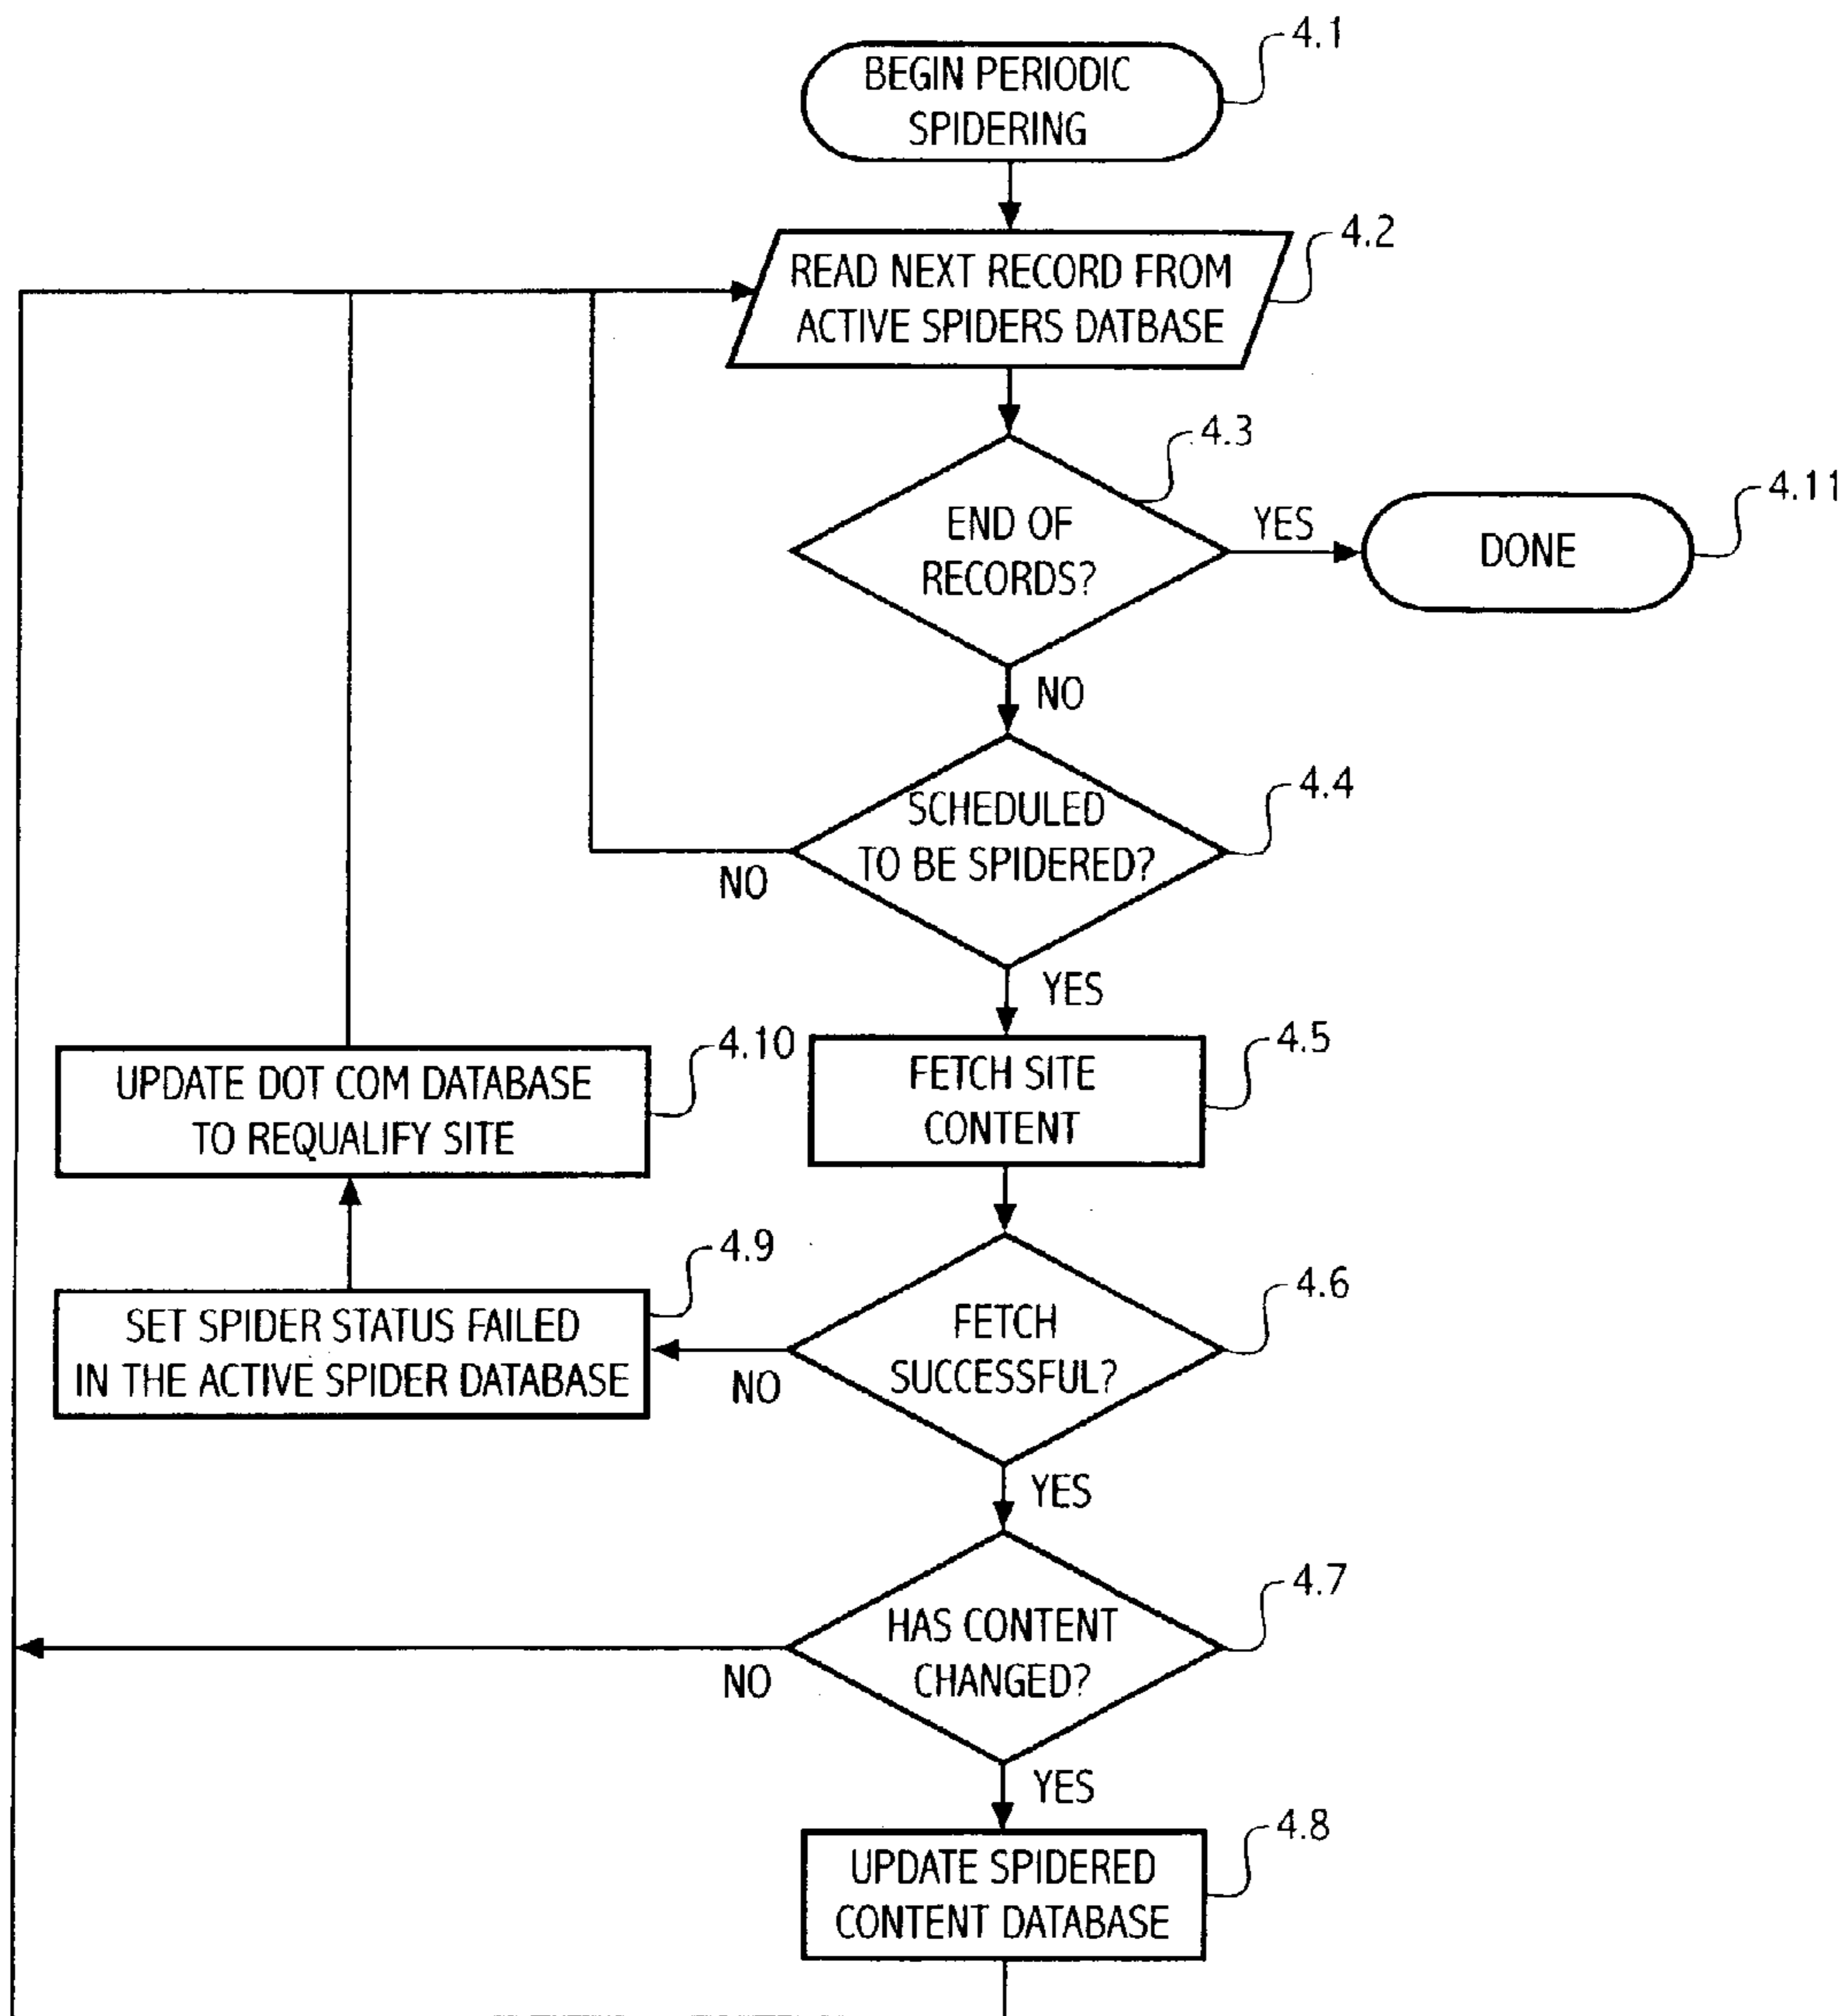 4.1
BEGIN PERIODIC
SPIDERING
4.2
READ NEXT RECORD FROM
ACTIVE SPIDERS DATBASE
4.3
END OF
RECORDS?
YES
4.11
DONE
NO
4.4
SCHEDULED
TO BE SPIDERED?
NO
YES
4.10
UPDATE DOT COM DATABASE
TO REQUALIFY SITE
4.5
FETCH SITE
CONTENT
4.9
SET SPIDER STATUS FAILED
IN THE ACTIVE SPIDER DATABASE
4.6
FETCH
SUCCESSFUL?
NO
YES
4.7
HAS CONTENT
CHANGED?
NO
YES
4.8
UPDATE SPIDERED
CONTENT DATABASE